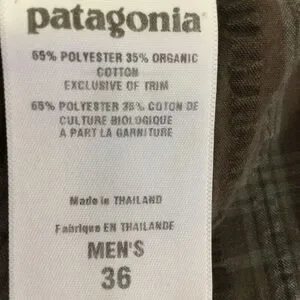 patagonia®
65% POLYESTER 35% ORGANIC
COTTON
EXCLUSIVE OF TRIM
65% POLYESTER 35% COTON DE
CULTURE BIOLOGIQUE
A PART LA GARNITURE
Made in THAILAND
Fabrique EN THAILANDE
MEN'S
36